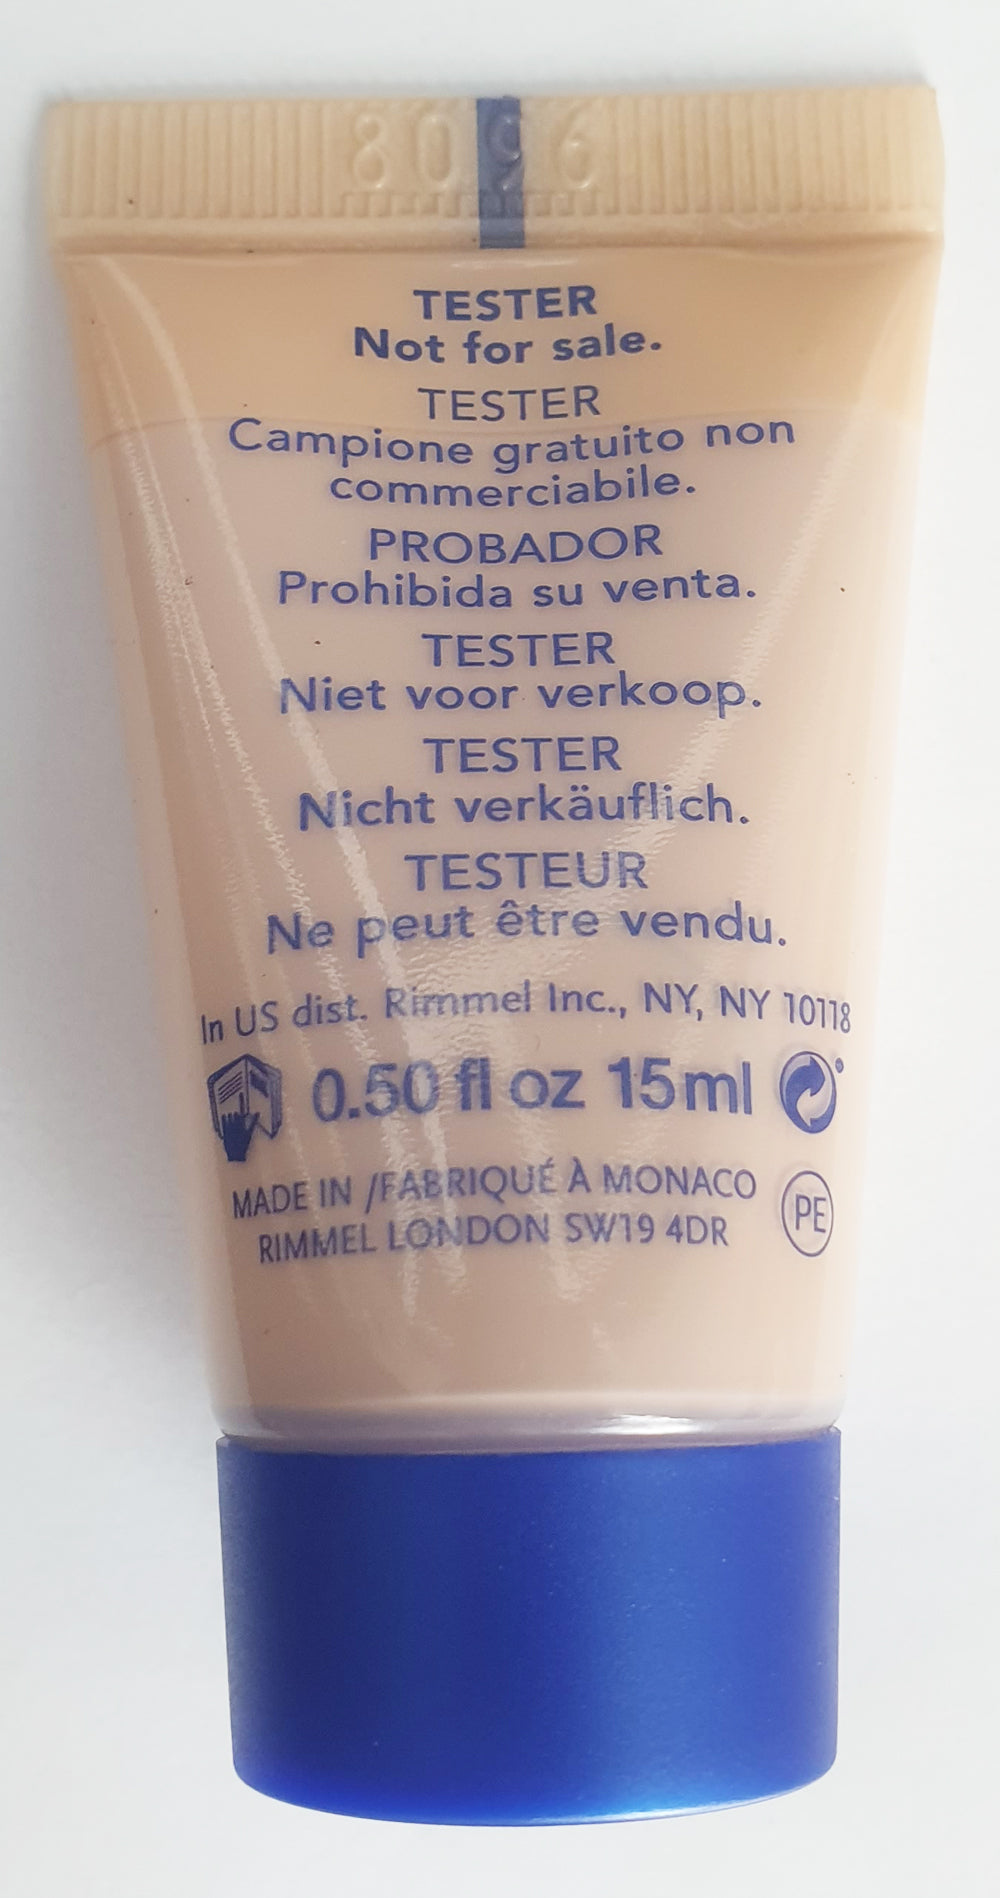 8096
TESTER
Not for sale.
TESTER
Campione gratuito non
commerciabile.
PROBADOR
Prohibida su venta.
TESTER
Niet voor verkoop.
TESTER
Nicht verkäuflich.
TESTEUR
Ne peut être vendu.
In US dist. Rimmel Inc., NY, NY 10118
0.50 fl oz 15ml
MADE IN /FABRIQUÉ À MONACO
RIMMEL LONDON SW19 4DR
PE